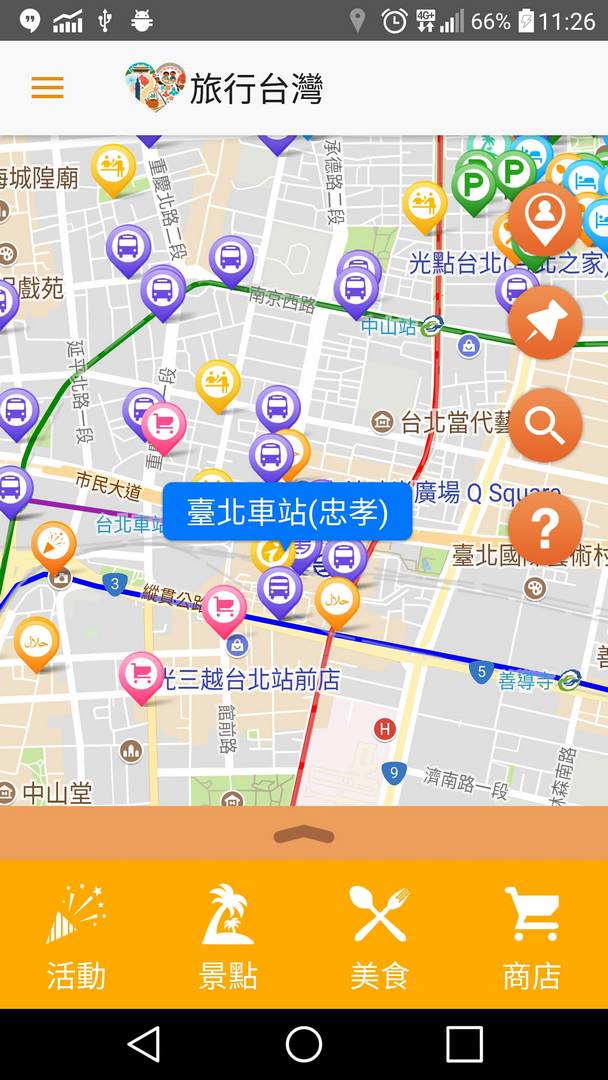 4G+
66%
11:26
旅行台灣
海城隍廟
重慶北路二段
承德路二段
P
P
光點台北(台北之家)
戲苑
南京西路
中山站
延平北路一段
段
台北當代藝
市民大道
廣場 Q Square
臺北車站(忠孝)
台北車站
?
臺北國際藝術村
3
縱貫公路
حلال
حلال
5
善導寺
善
光三越台北站前店
館前路
H
9
濟南路一段
林森南路
中山堂
活動
景點
美食
商店